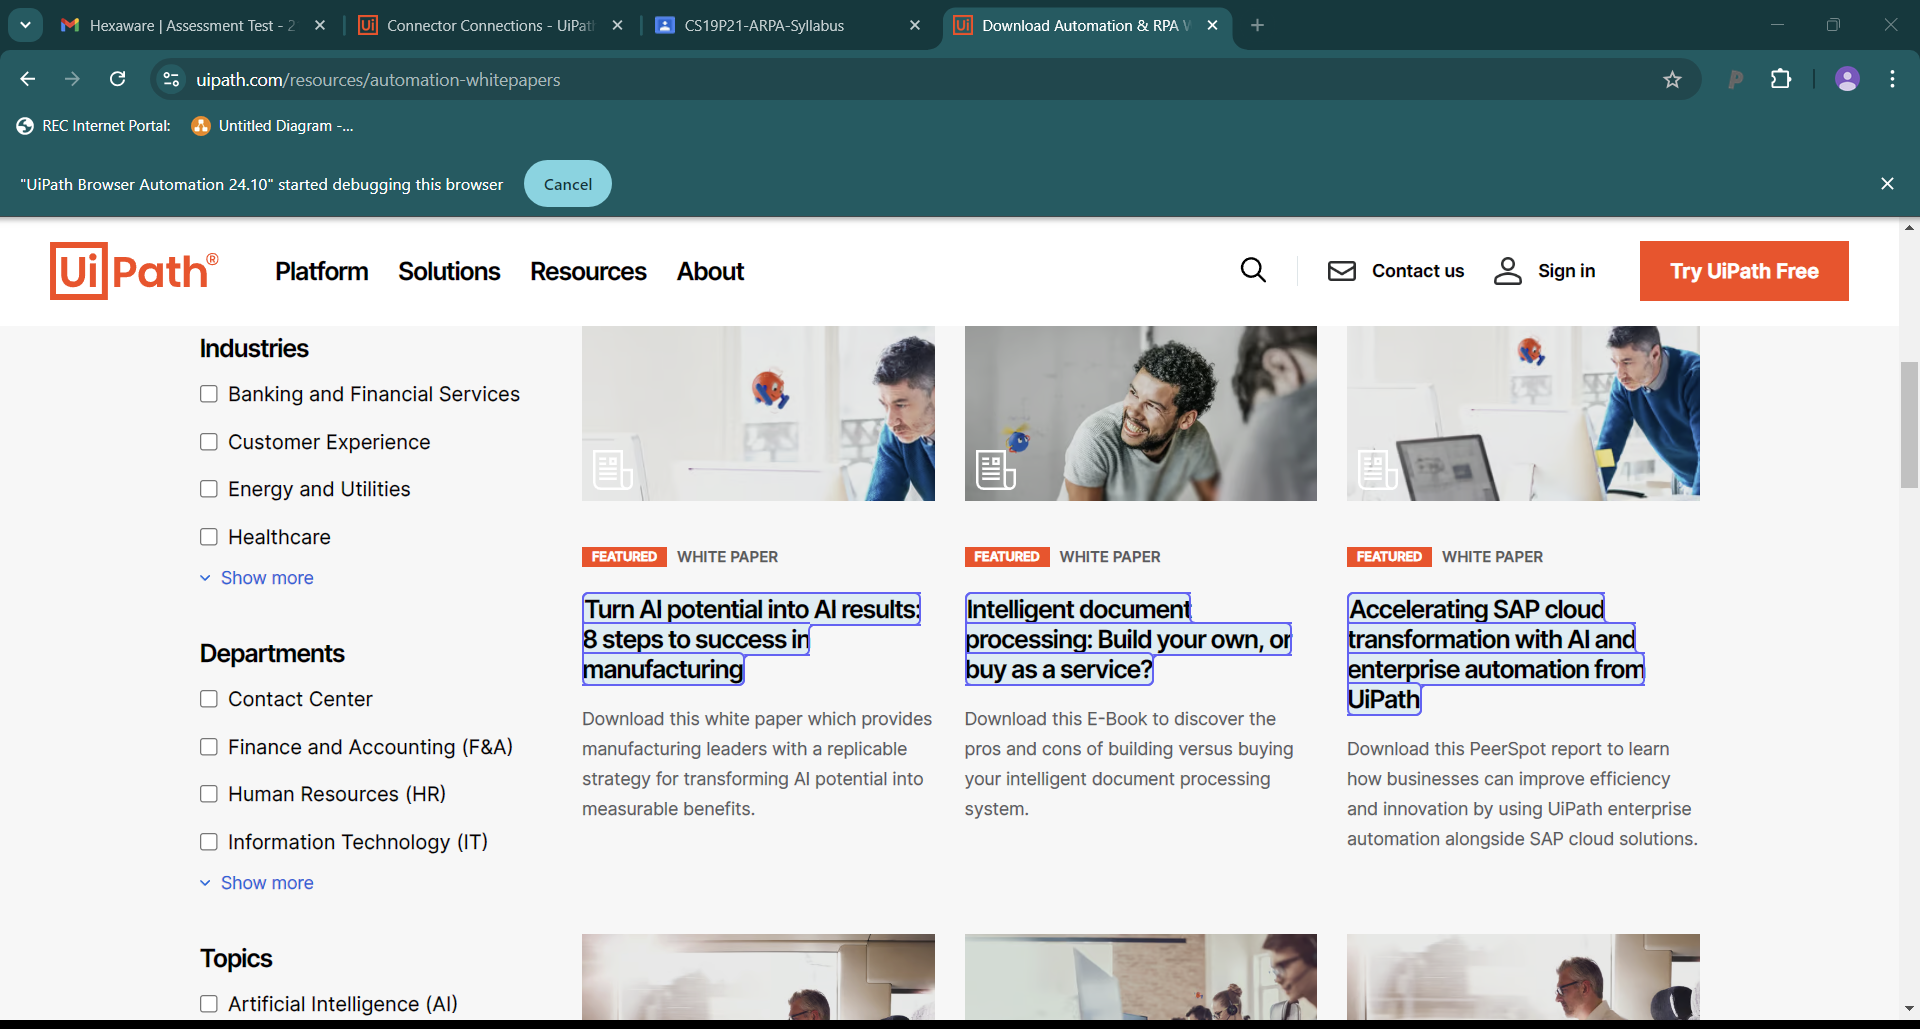 Hexaware | Assessment Test - 2
Connector Connections - UiPath
CS19P21-ARPA-Syllabus
Download Automation & RPA W
uipath.com/resources/automation-whitepapers
REC Internet Portal:
Untitled Diagram -...
"UiPath Browser Automation 24.10" started debugging this browser
Cancel
UiPath®
Platform
Solutions
Resources
About
Contact us
Sign in
Try UiPath Free
Industries
Banking and Financial Services
Customer Experience
Energy and Utilities
Healthcare
Show more
Departments
Contact Center
Finance and Accounting (F&A)
Human Resources (HR)
Information Technology (IT)
Show more
Topics
Artificial Intelligence (AI)
FEATURED WHITE PAPER
Turn AI potential into AI results:
8 steps to success in
manufacturing
Download this white paper which provides
manufacturing leaders with a replicable
strategy for transforming AI potential into
measurable benefits.
FEATURED WHITE PAPER
Intelligent document
processing: Build your own, or
buy as a service?
Download this E-Book to discover the
pros and cons of building versus buying
your intelligent document processing
system.
FEATURED WHITE PAPER
Accelerating SAP cloud
transformation with AI and
enterprise automation from
UiPath
Download this PeerSpot report to learn
how businesses can improve efficiency
and innovation by using UiPath enterprise
automation alongside SAP cloud solutions.